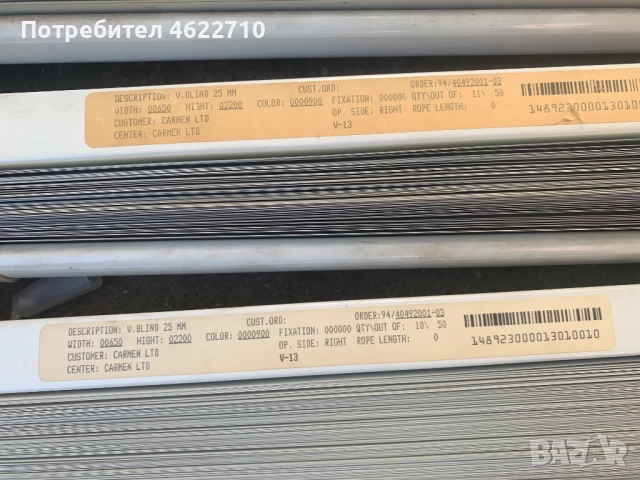 Потребител 4622710
DESCRIPTION: V.BLIND 25 MM CUST.ORD: ORDER:94/40492001-03
WIDTH: 00650 HIGHT: 02200 COLOR: 0000900 FIXATION: 000000 QTY\OUT OF: 11\ 50
CUSTOMER: CARMEN LTD OP. SIDE: RIGHT ROPE LENGTH: 0
CENTER: CARMEN LTD V-13
DESCRIPTION: V.BLIND 25 MM CUST.ORD: ORDER:94/40492001-03
WIDTH: 00650 HIGHT: 02200 COLOR: 0000900 FIXATION: 000000 QTY\OUT OF: 10\ 50
CUSTOMER: CARMEN LTD OP. SIDE: RIGHT ROPE LENGTH: 0
CENTER: CARMEN LTD V-13
148923000013010010
BAZAR